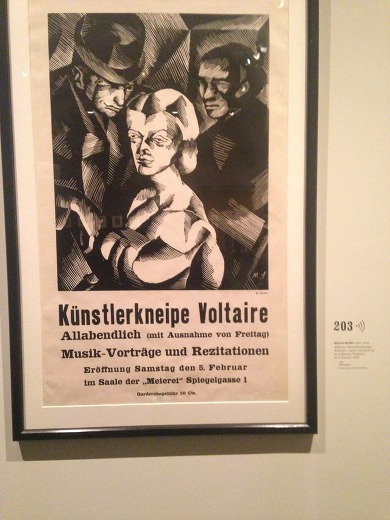 M. S.
Künstlerkneipe Voltaire
Allabendlich (mit Ausnahme von Freitag)
Musik-Vorträge und Rezitationen
Eröffnung Samstag den 5. Februar
im Saale der „Meierei“ Spiegelgasse 1
Garderobegebühr 50 Cts.
203